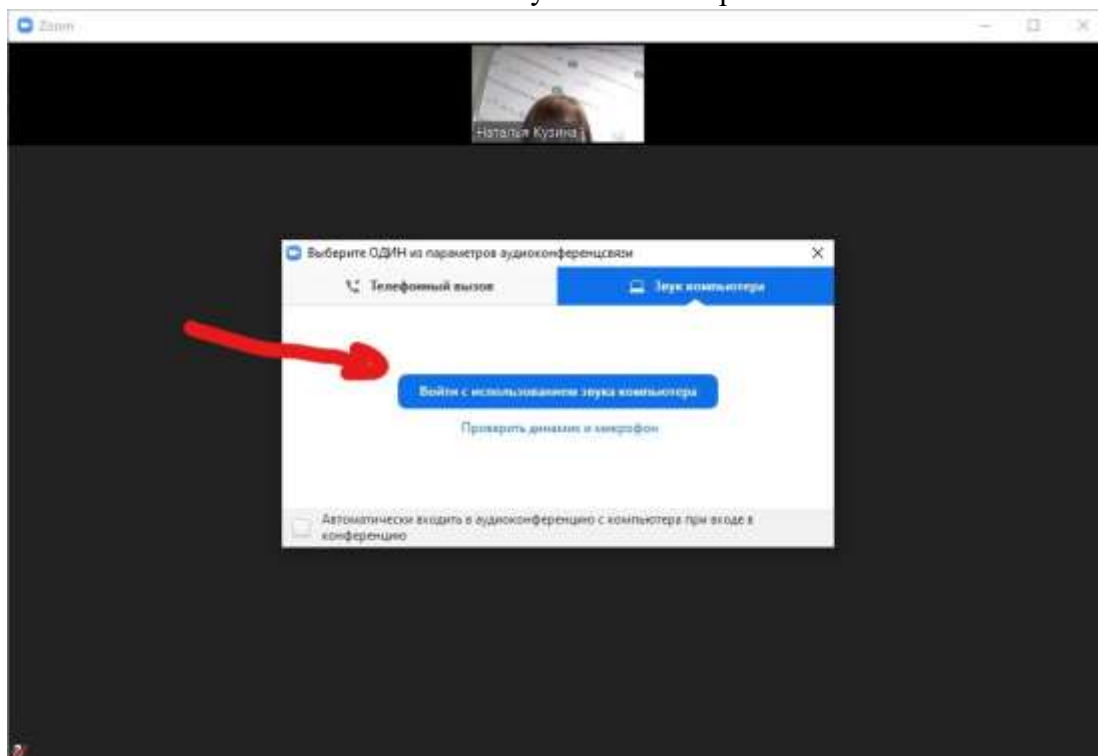 Zoom
Наталья Кузина
Выберите ОДИН из параметров аудиоконференцсвязи
Телефонный вызов
Звук компьютера
Войти с использованием звука компьютера
Проверить динамик и микрофон
Автоматически входить в аудиоконференцию с компьютера при входе в
конференцию